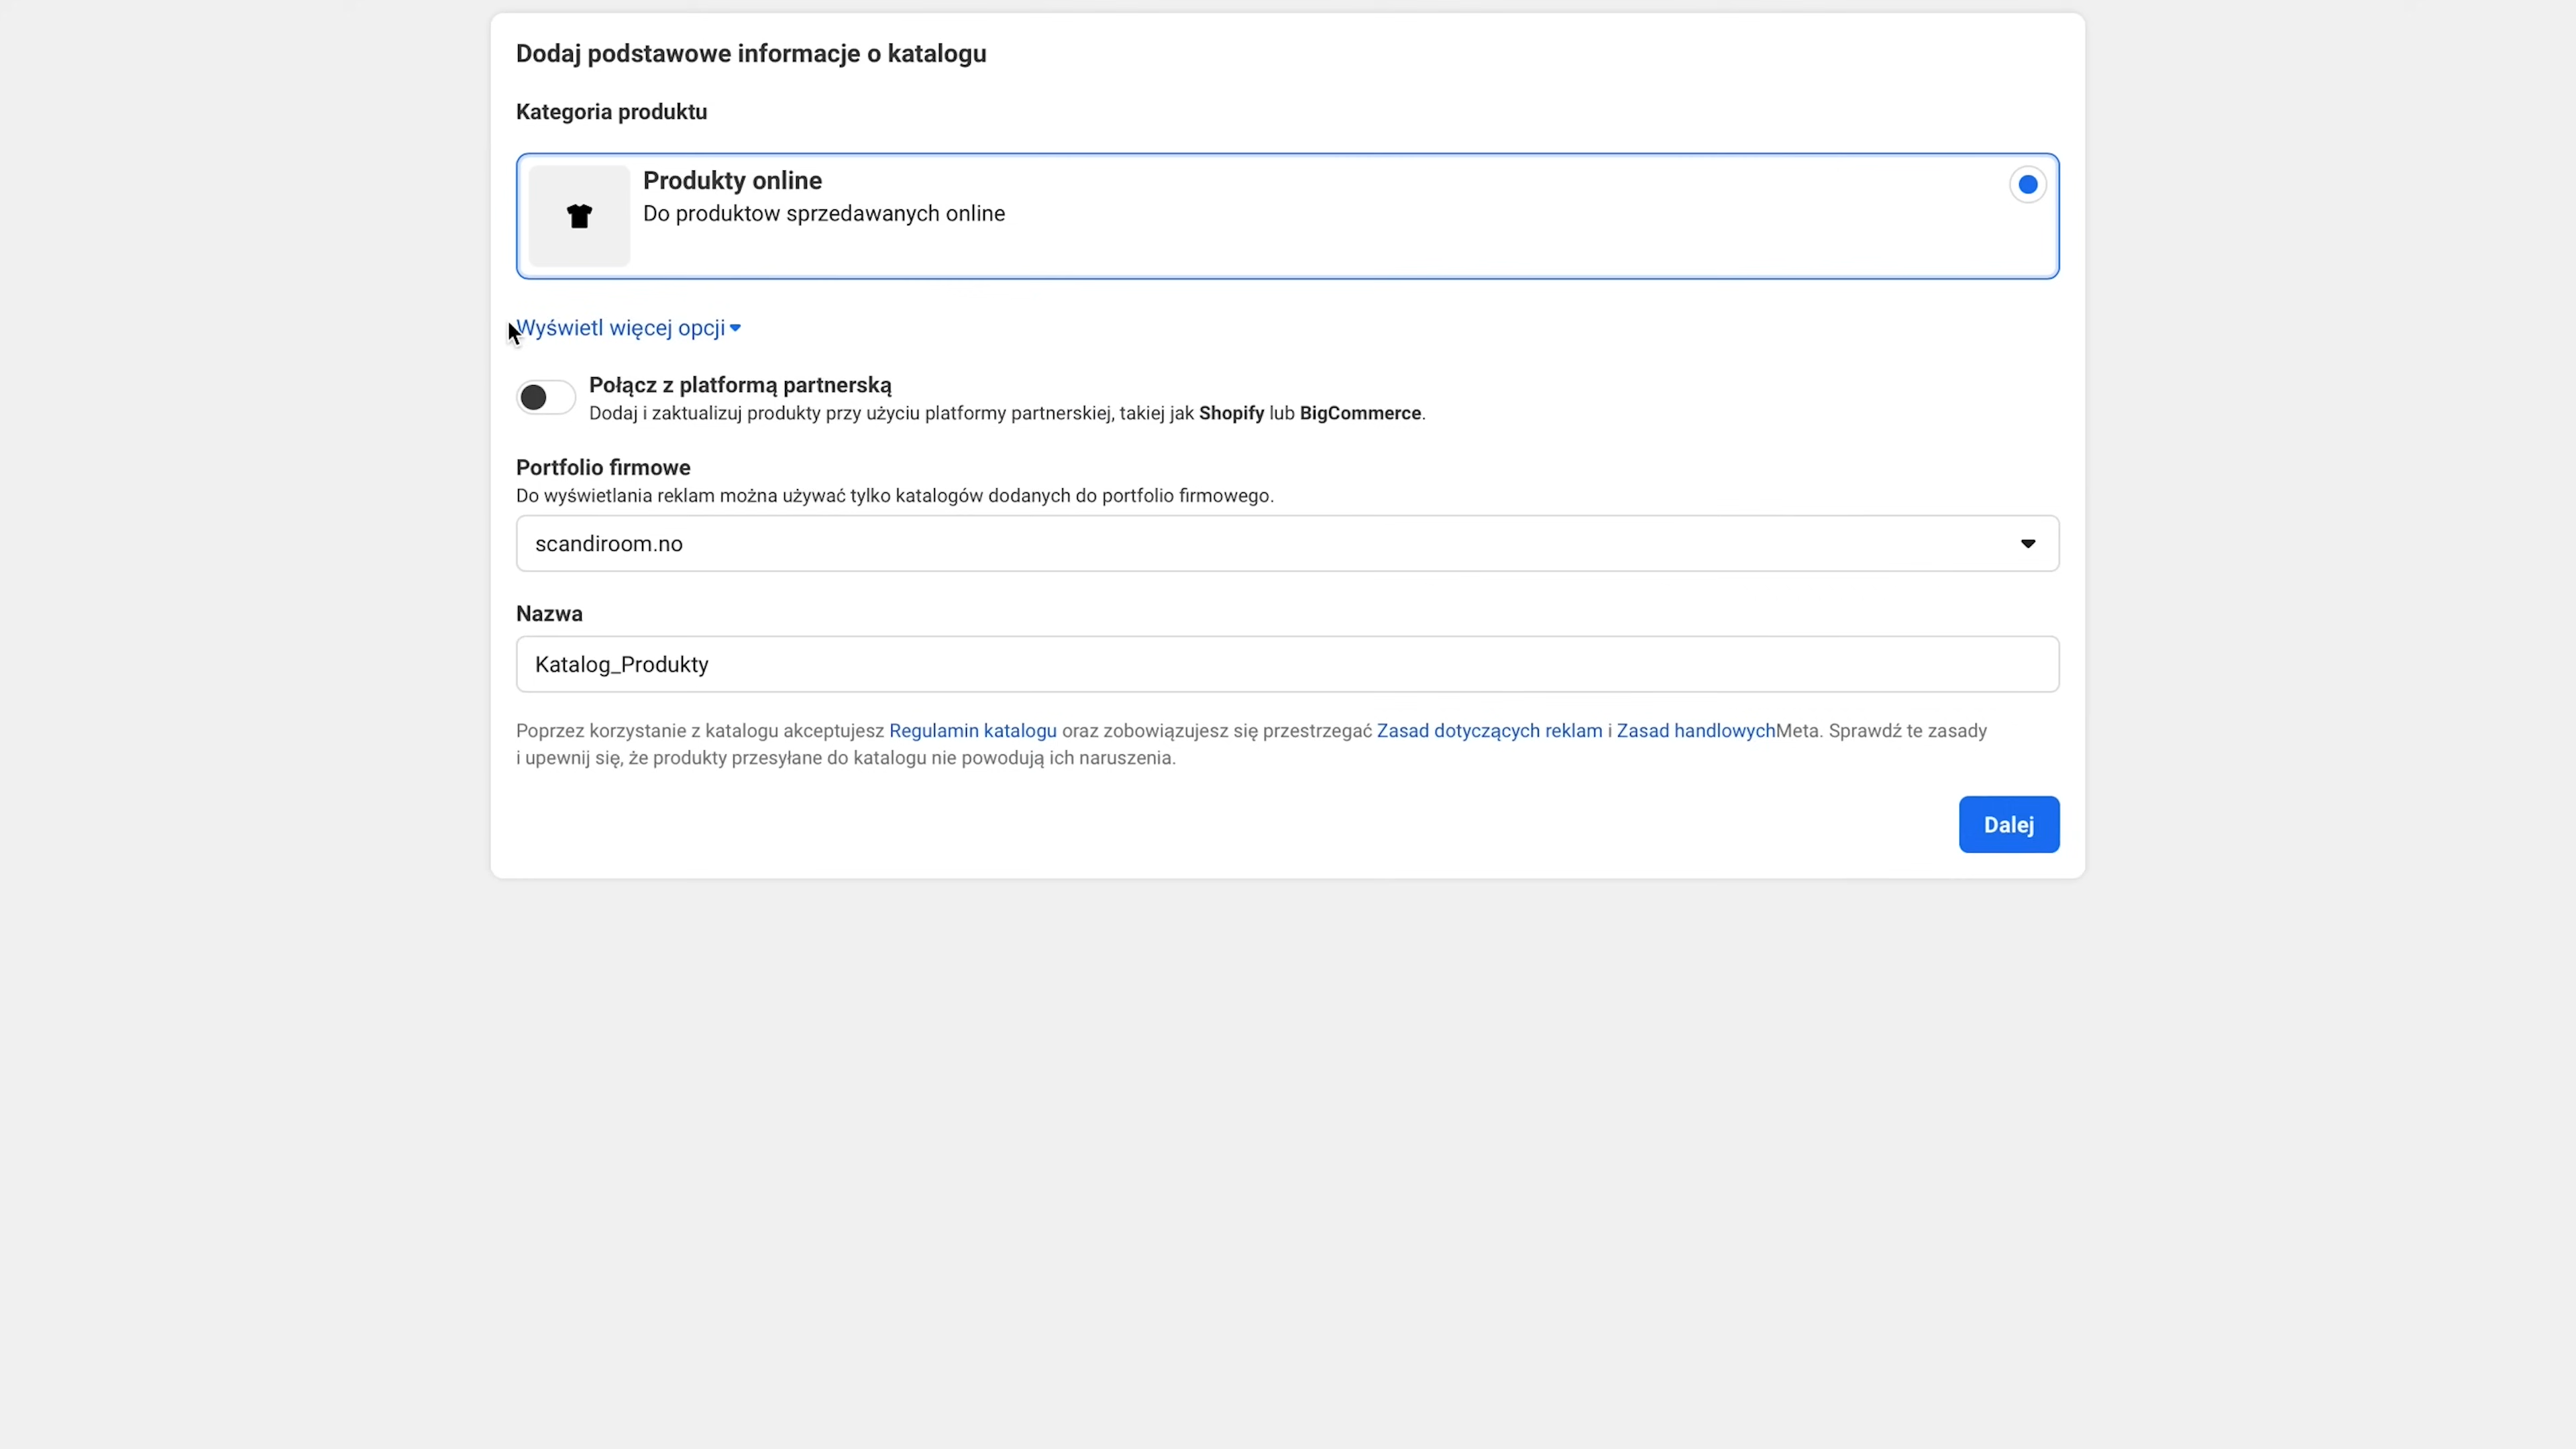 Dodaj podstawowe informacje o katalogu
Kategoria produktu
Produkty online
Do produktow sprzedawanych online
Wyświetl więcej opcji
Połącz z platformą partnerską
Dodaj i zaktualizuj produkty przy użyciu platformy partnerskiej, takiej jak Shopify lub BigCommerce.
Portfolio firmowe
Do wyświetlania reklam można używać tylko katalogów dodanych do portfolio firmowego.
scandiroom.no
Nazwa
Katalog_Produkty
Poprzez korzystanie z katalogu akceptujesz Regulamin katalogu oraz zobowiązujesz się przestrzegać Zasad dotyczących reklam i Zasad handlowychMeta. Sprawdź te zasady
i upewnij się, że produkty przesyłane do katalogu nie powodują ich naruszenia.
Dalej